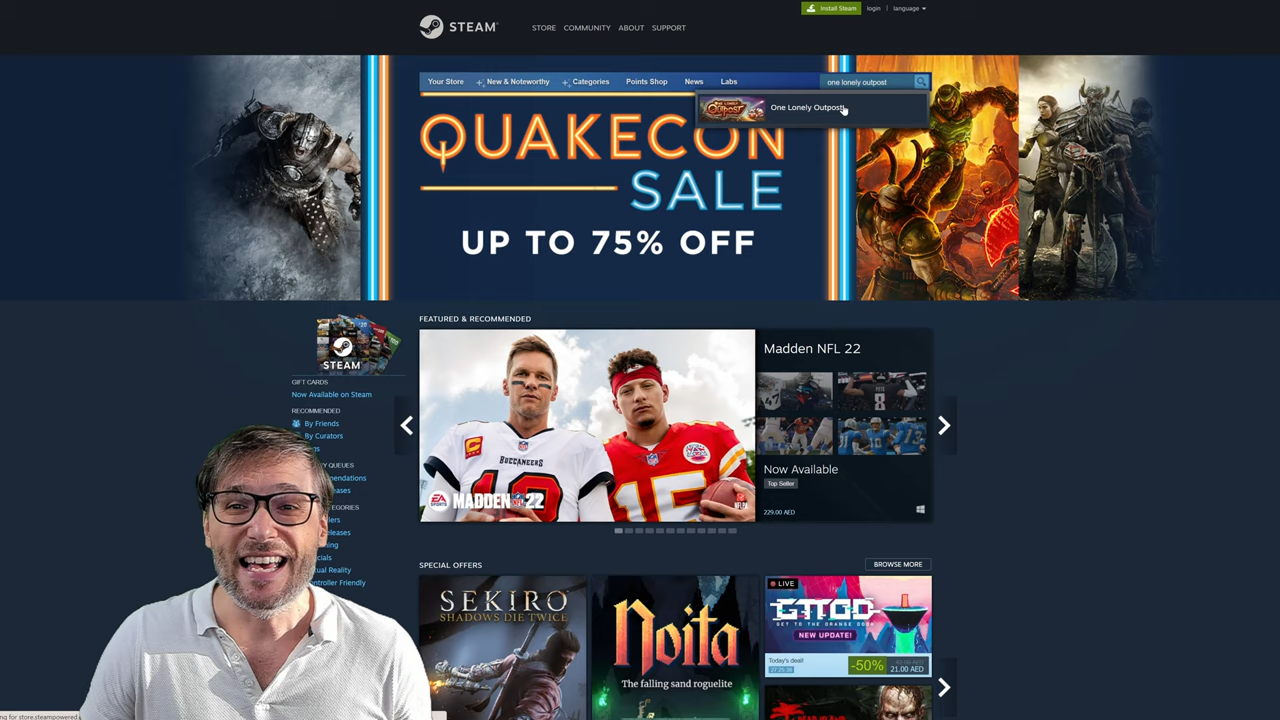 Install Steam
login | language
STEAM
STORE COMMUNITY ABOUT SUPPORT
Your Store New & Noteworthy Categories Points Shop News Labs
one lonely outpost
One Lonely Outpost
QUAKECON
SALE
UP TO 75% OFF
FEATURED & RECOMMENDED
STEAM
GIFT CARDS
Now Available on Steam
RECOMMENDED
By Friends
By Curators
Madden NFL 22
BUCCANEERS
EA SPORTS MADDEN NFL 22
Now Available
Top Seller
229.00 AED
SPECIAL OFFERS
BROWSE MORE
SEKIRO
SHADOWS DIE TWICE
Noita
The falling sand roguelite
LIVE
GTTOD
GET TO THE ORANGE DOOR
NEW UPDATE!
Today's deal!
-50%
21.00 AED